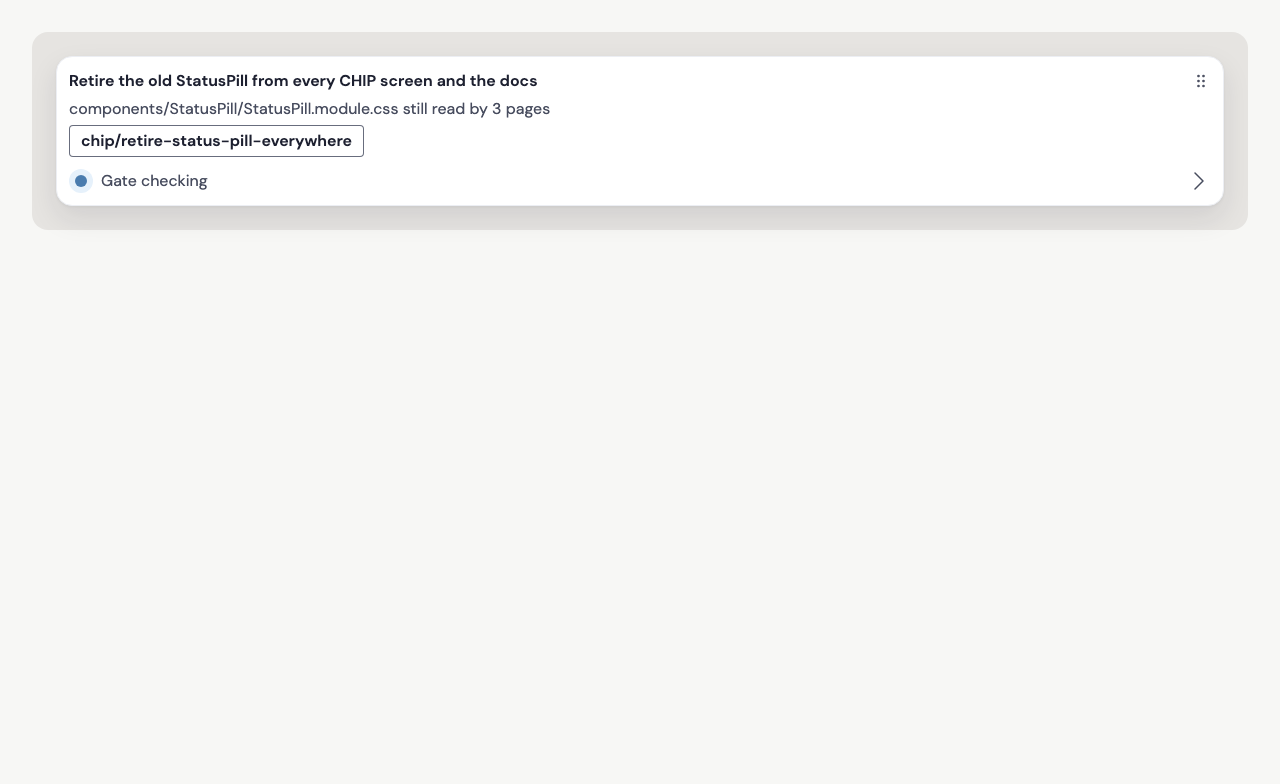 Retire the old StatusPill from every CHIP screen and the docs
components/StatusPill/StatusPill.module.css still read by 3 pages
chip/retire-status-pill-everywhere
Gate checking